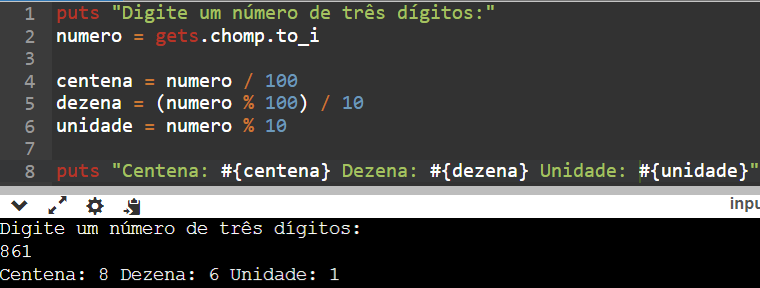 1 puts "Digite um número de três dígitos:"
2 numero = gets.chomp.to_i
3
4 centena = numero / 100
5 dezena = (numero % 100) / 10
6 unidade = numero % 10
7
8 puts "Centena: #{centena} Dezena: #{dezena} Unidade: #{unidade}"
inpu
Digite um número de três dígitos:
861
Centena: 8 Dezena: 6 Unidade: 1